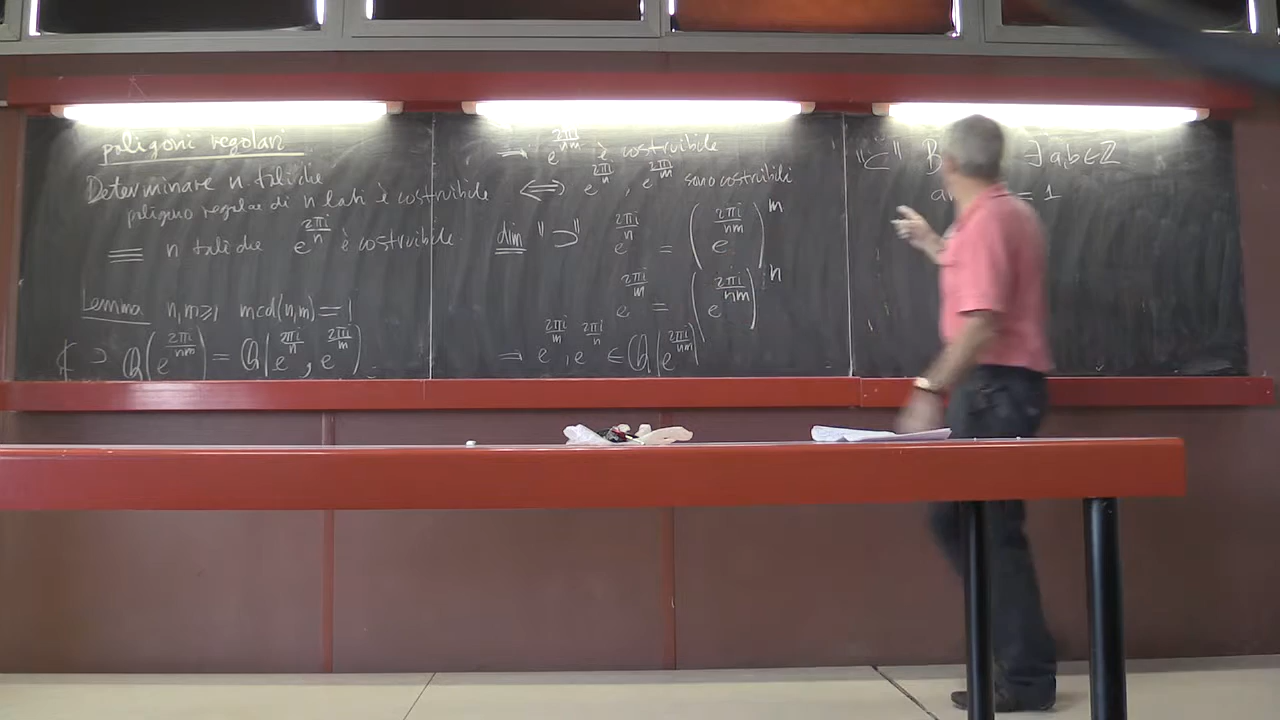 poligoni regolari
Determinare n tali che
poligono regolare di n lati è costruibile
≡ n tali che e^{2πi/n} è costruibile.
Lemma n,m≥1 mcd(n,m)=1
ℂ ⊃ ℚ(e^{2πi/nm}) = ℚ(e^{2πi/n}, e^{2πi/m}).
⇒ e^{2πi/nm} è costruibile
⟺ e^{2πi/n}, e^{2πi/m} sono costruibili
dim "⊃" e^{2πi/n} = (e^{2πi/nm})^m
e^{2πi/m} = (e^{2πi/nm})^n
⇒ e^{2πi/m}, e^{2πi/n} ∈ ℚ(e^{2πi/nm})
"⊂" B ∃ a,b∈ℤ
a = 1